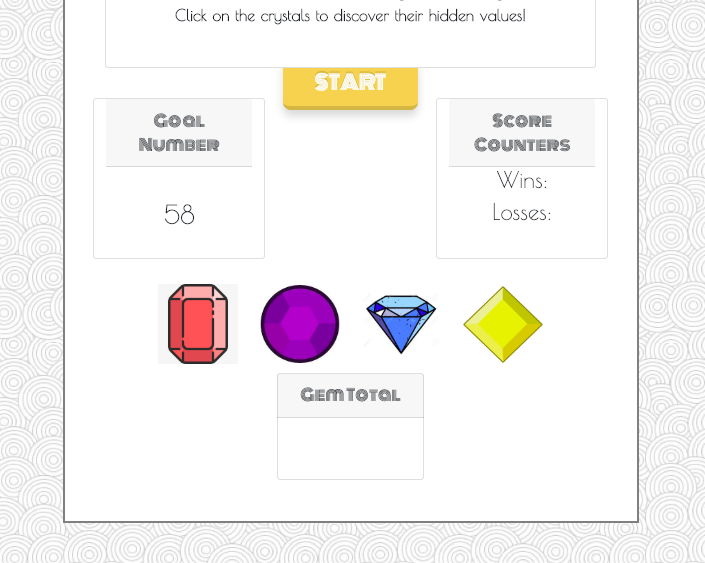 Click on the crystals to discover their hidden values!
START
Goal
Number
58
Score
Counters
Wins:
Losses:
Gem Total